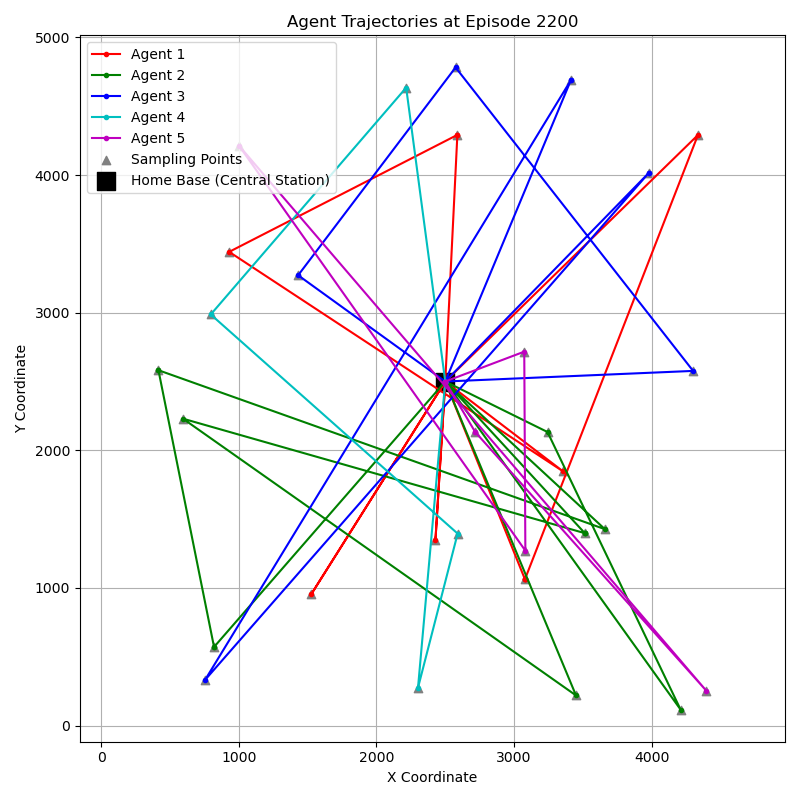 Agent Trajectories at Episode 2200
Agent 1
Agent 2
Agent 3
Agent 4
Agent 5
Sampling Points
Home Base (Central Station)
5000
4000
3000
2000
1000
0
Y Coordinate
0 1000 2000 3000 4000
X Coordinate